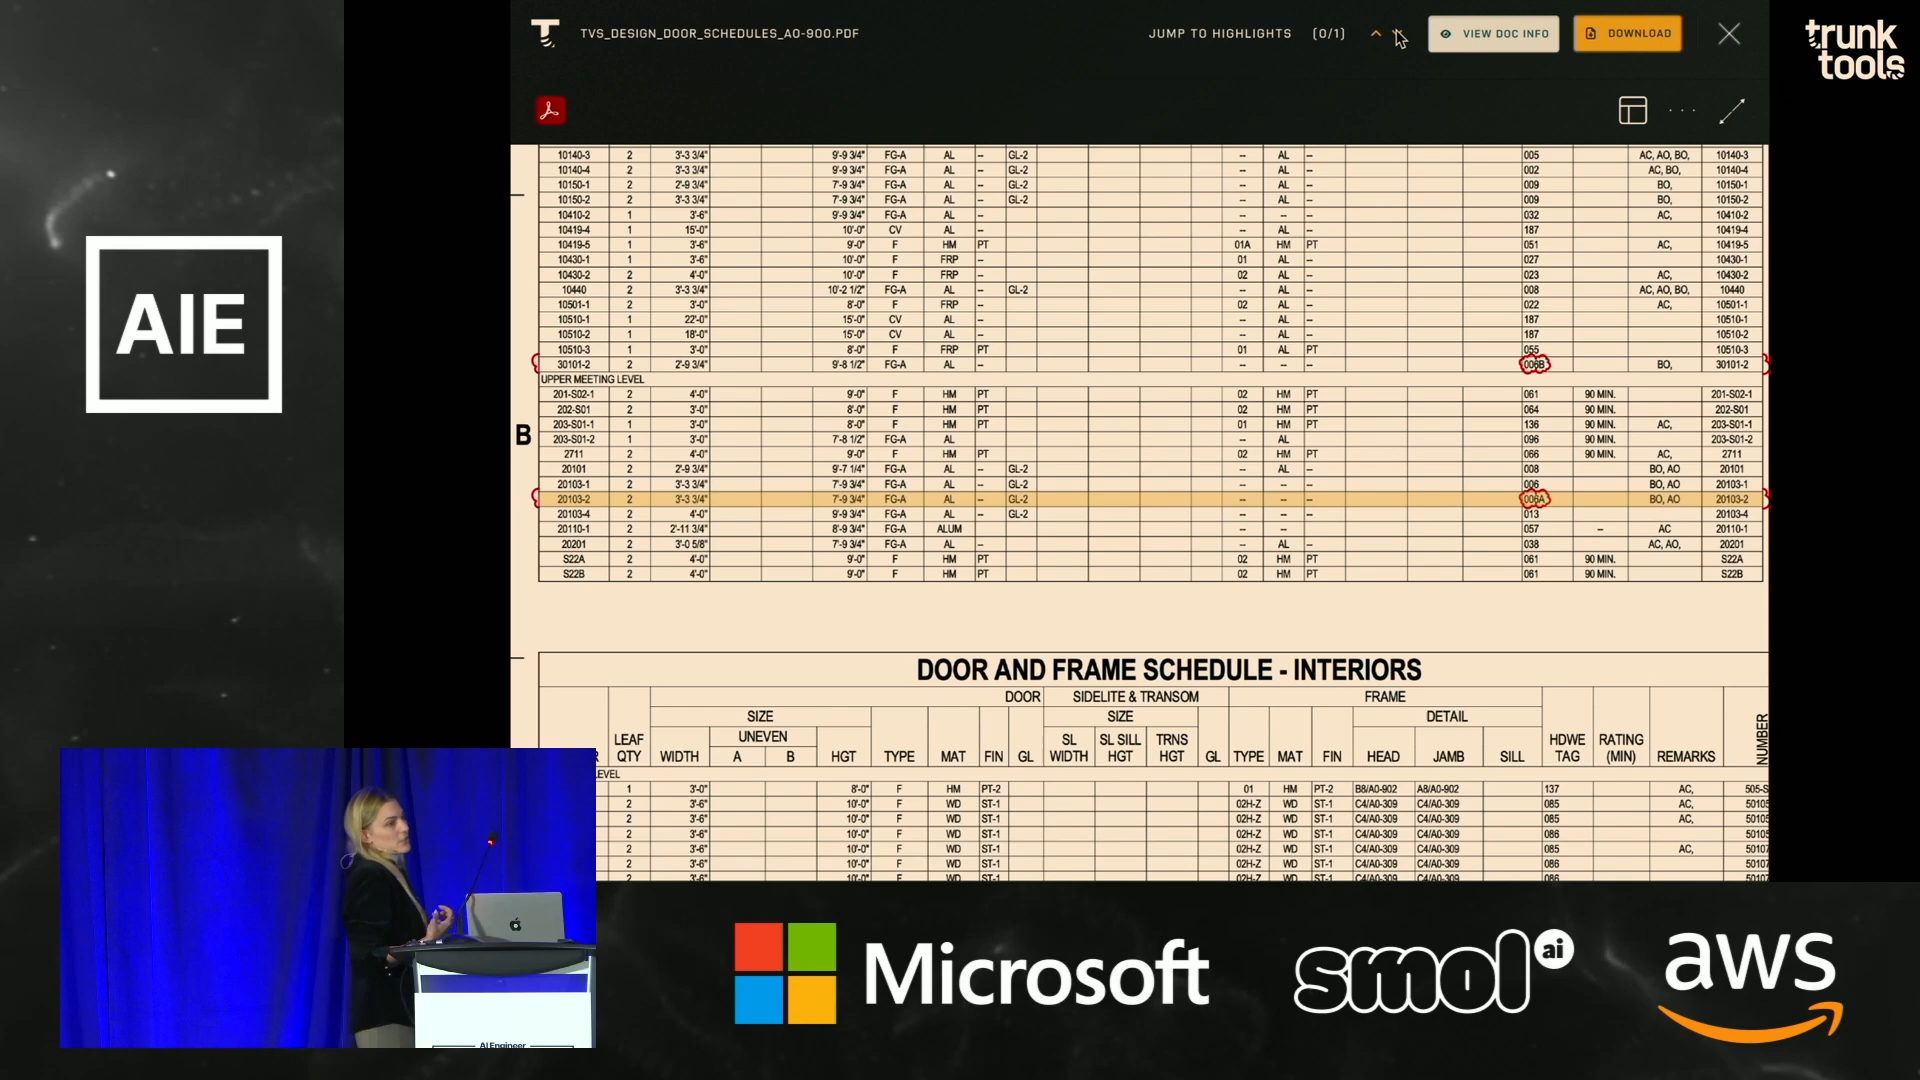 TVS_DESIGN_DOOR_SCHEDULES_A0-900.PDF JUMP TO HIGHLIGHTS (0/1) VIEW DOC INFO DOWNLOAD
trunk tools
AIE
10140-3 2 3'-3 3/4" 9'-9 3/4" FG-A AL -- GL-2 -- AL -- 005 AC, AO, BO, 10140-3
10140-4 2 3'-3 3/4" 9'-9 3/4" FG-A AL -- GL-2 -- AL -- 002 AC, BO, 10140-4
10150-1 2 2'-9 3/4" 7'-9 3/4" FG-A AL -- GL-2 -- AL -- 009 BO, 10150-1
10150-2 2 3'-3 3/4" 7'-9 3/4" FG-A AL -- GL-2 -- AL -- 009 BO, 10150-2
10410-2 1 3'-6" 9'-9 3/4" FG-A AL -- -- -- -- 032 AC, 10410-2
10419-4 1 15'-0" 10'-0" CV AL -- AL -- 187 10419-4
10419-5 1 3'-6" 9'-0" F HM PT 01A HM PT 051 AC, 10419-5
10430-1 1 3'-6" 10'-0" F FRP -- 01 AL -- 027 10430-1
10430-2 2 4'-0" 10'-0" F FRP -- 02 AL -- 023 AC, 10430-2
10440 2 3'-3 3/4" 10'-2 1/2" FG-A AL -- GL-2 -- AL -- 008 AC, AO, BO, 10440
10501-1 2 3'-0" 8'-0" F FRP -- 02 AL -- 022 AC, 10501-1
10510-1 1 22'-0" 15'-0" CV AL -- -- AL -- 187 10510-1
10510-2 1 18'-0" 15'-0" CV AL -- -- AL -- 187 10510-2
10510-3 1 3'-0" 8'-0" F FRP PT 01 AL PT 055 10510-3
30101-2 2 2'-9 3/4" 9'-8 1/2" FG-A AL -- -- -- -- 006B BO, 30101-2
UPPER MEETING LEVEL
201-S02-1 2 4'-0" 9'-0" F HM PT 02 HM PT 061 90 MIN. 201-S02-1
202-S01 2 3'-0" 8'-0" F HM PT 02 HM PT 064 90 MIN. 202-S01
203-S01-1 1 3'-0" 8'-0" F HM PT 01 HM PT 136 90 MIN. AC, 203-S01-1
203-S01-2 1 3'-0" 7'-8 1/2" FG-A AL -- AL 096 90 MIN. 203-S01-2
2711 2 4'-0" 9'-0" F HM PT 02 HM PT 066 90 MIN. AC, 2711
20101 2 2'-9 3/4" 9'-7 1/4" FG-A AL -- GL-2 -- AL -- 008 BO, AO 20101
20103-1 2 3'-3 3/4" 7'-9 3/4" FG-A AL -- GL-2 -- -- -- 006 BO, AO 20103-1
20103-2 2 3'-3 3/4" 7'-9 3/4" FG-A AL -- GL-2 -- -- -- 006A BO, AO 20103-2
20103-4 2 4'-0" 9'-9 3/4" AL -- GL-2 -- -- -- 013 20103-4
20110-1 2 2'-11 3/4" 8'-9 3/4" FG-A ALUM -- -- 057 -- AC 20110-1
20201 2 3'-0 5/8" 7'-9 3/4" FG-A AL -- -- AL -- 038 AC, AO, 20201
S22A 2 4'-0" 9'-0" F HM PT 02 HM PT 061 90 MIN. S22A
S22B 2 4'-0" 9'-0" F HM PT 02 HM PT 061 90 MIN. S22B
B
DOOR AND FRAME SCHEDULE - INTERIORS
DOOR SIDELITE & TRANSOM FRAME
SIZE SIZE DETAIL
LEAF QTY WIDTH UNEVEN A B HGT TYPE MAT FIN GL SL WIDTH SL SILL HGT TRNS HGT GL TYPE MAT FIN HEAD JAMB SILL HDWE TAG RATING (MIN) REMARKS NUMBER
LEVEL
1 3'-0" 8'-0" F HM PT-2 01 HM PT-2 B8/A0-902 A8/A0-902 137 AC, 505-S
2 3'-6" 10'-0" F WD ST-1 02H-Z WD ST-1 C4/A0-309 C4/A0-309 085 AC, 50105
2 3'-6" 10'-0" F WD ST-1 02H-Z WD ST-1 C4/A0-309 C4/A0-309 085 AC, 50105
2 3'-6" 10'-0" F WD ST-1 02H-Z WD ST-1 C4/A0-309 C4/A0-309 086 50105
2 3'-6" 10'-0" F WD ST-1 02H-Z WD ST-1 C4/A0-309 C4/A0-309 085 AC, 50107
2 3'-6" 10'-0" F WD ST-1 02H-Z WD ST-1 C4/A0-309 C4/A0-309 086 50107
2 3'-6" 10'-0" F WD ST-1 02H-Z WD ST-1 C4/A0-309 C4/A0-309 086 50107
AI Engineer
Microsoft
smol ai
aws